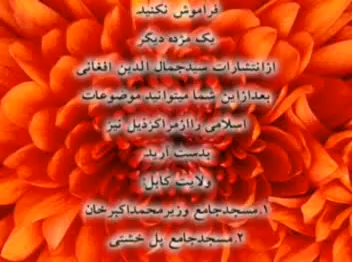 فراموش نکنید
یک مژده دیگر
ازانتشارات سیدجمال الدین افغانی
بعدازاین شما میتوانید موضوعات
اسلامی راازمراکزذیل نیز
بدست آرید.
ولایت کابل:
۱.مسجدجامع وزیرمحمداکبرخان
۲.مسجدجامع پل خشتی